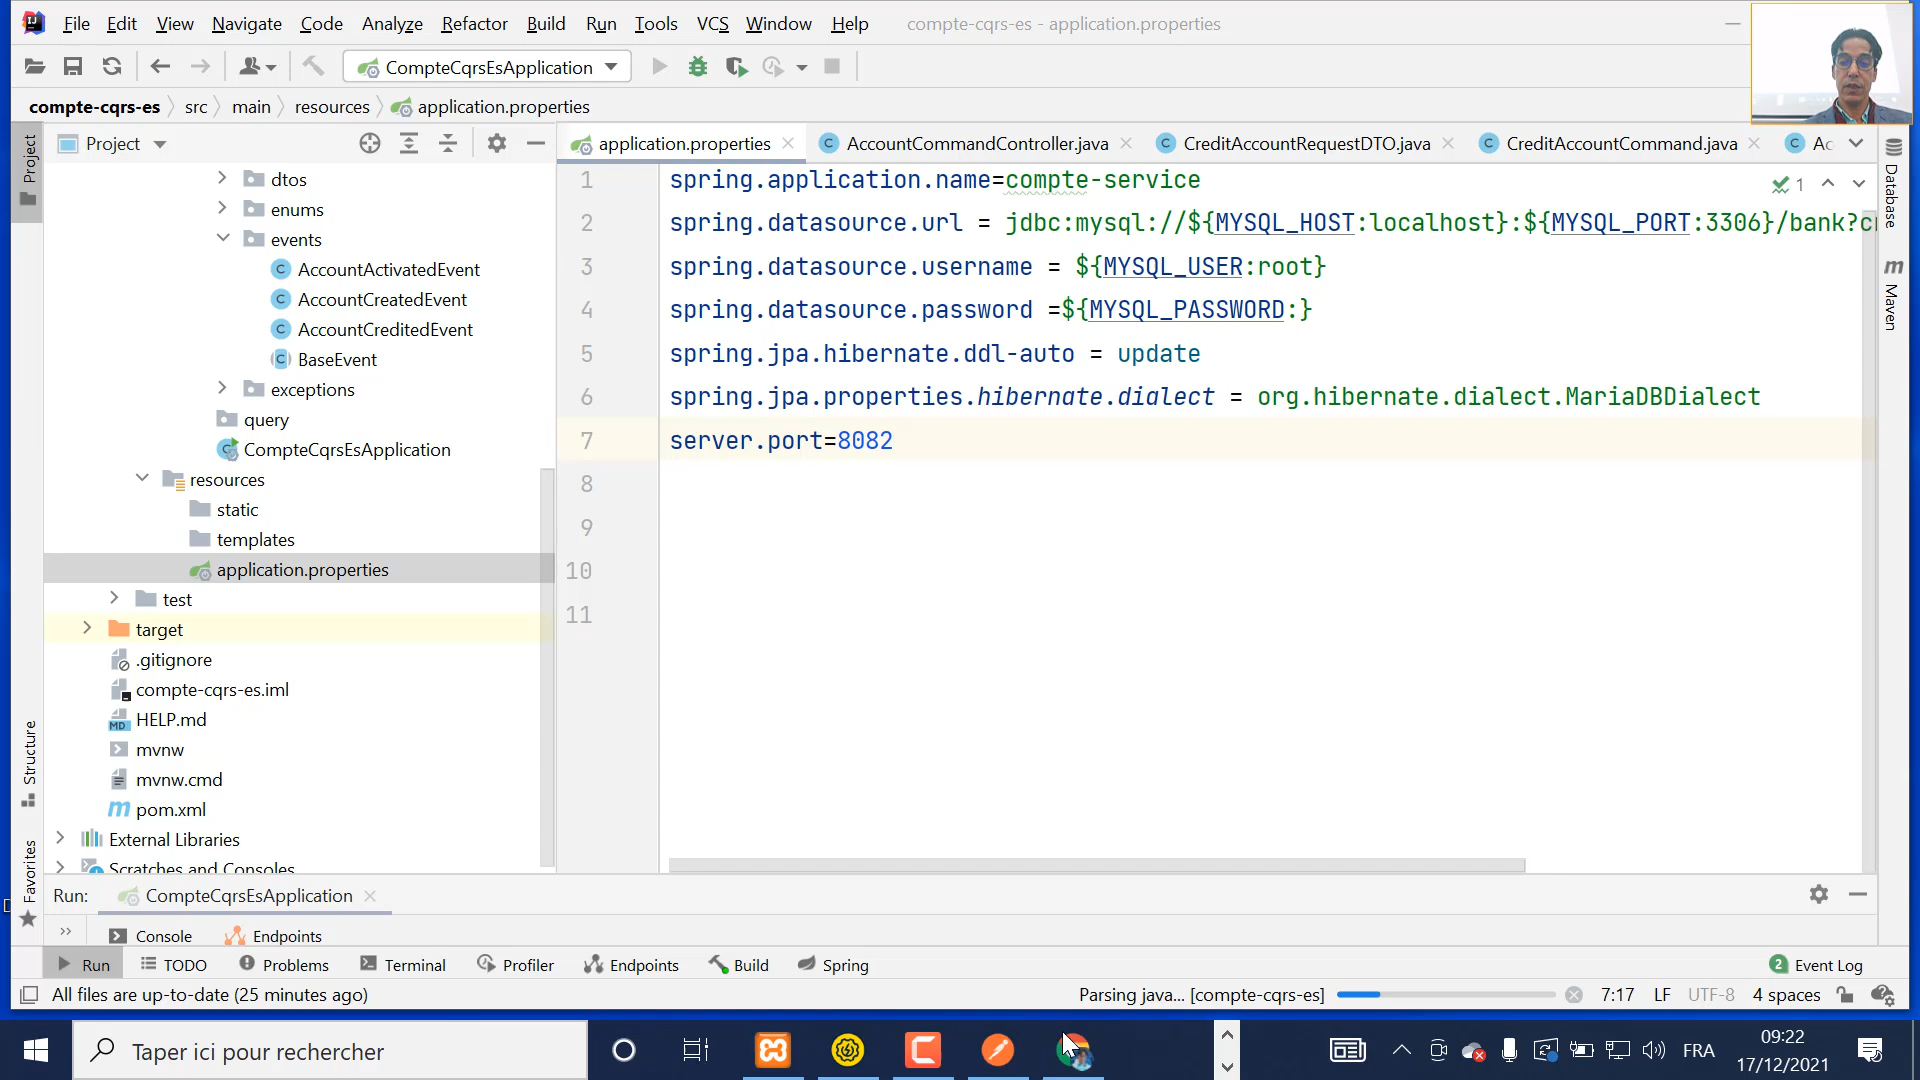 File Edit View Navigate Code Analyze Refactor Build Run Tools VCS Window Help compte-cqrs-es - application.properties
CompteCqrsEsApplication
compte-cqrs-es src main resources application.properties
Project
application.properties AccountCommandController.java CreditAccountRequestDTO.java CreditAccountCommand.java Ac
Project
Structure
Favorites
dtos
enums
events
AccountActivatedEvent
AccountCreatedEvent
AccountCreditedEvent
BaseEvent
exceptions
query
CompteCqrsEsApplication
resources
static
templates
application.properties
test
target
.gitignore
compte-cqrs-es.iml
HELP.md
mvnw
mvnw.cmd
pom.xml
External Libraries
Scratches and Consoles
1 spring.application.name=compte-service
2 spring.datasource.url = jdbc:mysql://${MYSQL_HOST:localhost}:${MYSQL_PORT:3306}/bank?cr
3 spring.datasource.username = ${MYSQL_USER:root}
4 spring.datasource.password =${MYSQL_PASSWORD:}
5 spring.jpa.hibernate.ddl-auto = update
6 spring.jpa.properties.hibernate.dialect = org.hibernate.dialect.MariaDBDialect
7 server.port=8082
8
9
10
11
1
Database
Maven
Run: CompteCqrsEsApplication
Console Endpoints
Run TODO Problems Terminal Profiler Endpoints Build Spring 2 Event Log
All files are up-to-date (25 minutes ago) Parsing java... [compte-cqrs-es] 7:17 LF UTF-8 4 spaces
Taper ici pour rechercher
FRA
09:22
17/12/2021